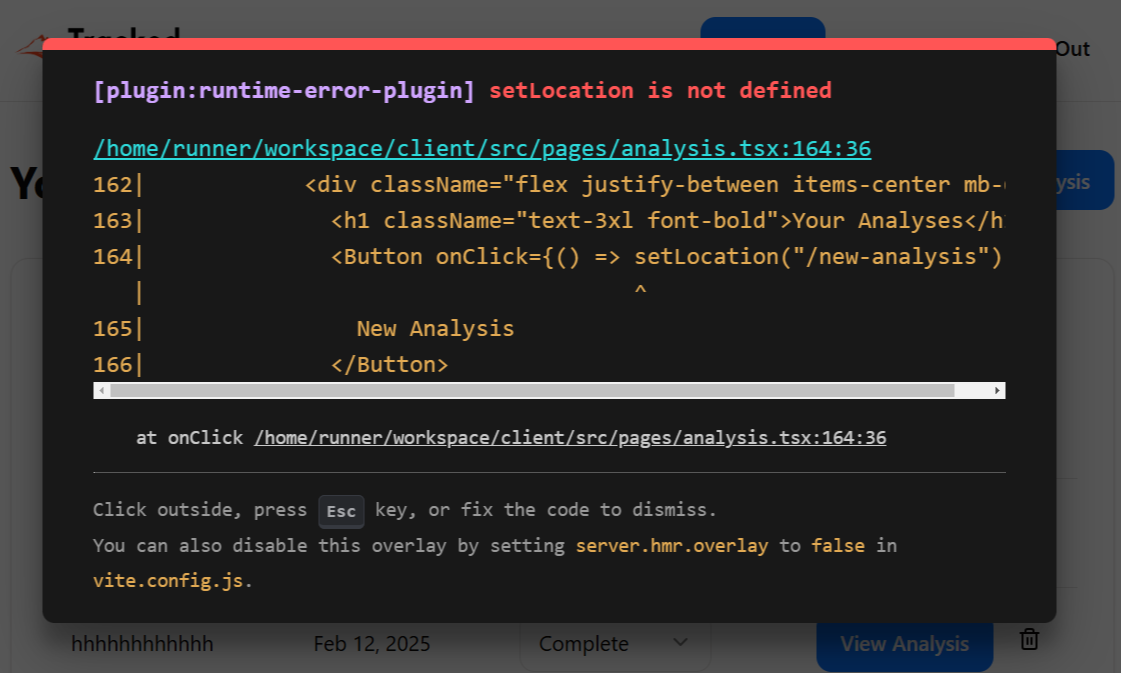 Tracked
Out
[plugin:runtime-error-plugin] setLocation is not defined
/home/runner/workspace/client/src/pages/analysis.tsx:164:36
162|            <div className="flex justify-between items-center mb-
163|              <h1 className="text-3xl font-bold">Your Analyses</h
164|              <Button onClick={() => setLocation("/new-analysis")
|                                     ^
165|                New Analysis
166|              </Button>
at onClick /home/runner/workspace/client/src/pages/analysis.tsx:164:36
Click outside, press Esc key, or fix the code to dismiss.
You can also disable this overlay by setting server.hmr.overlay to false in
vite.config.js.
Yo
ysis
hhhhhhhhhhhh Feb 12, 2025 Complete View Analysis